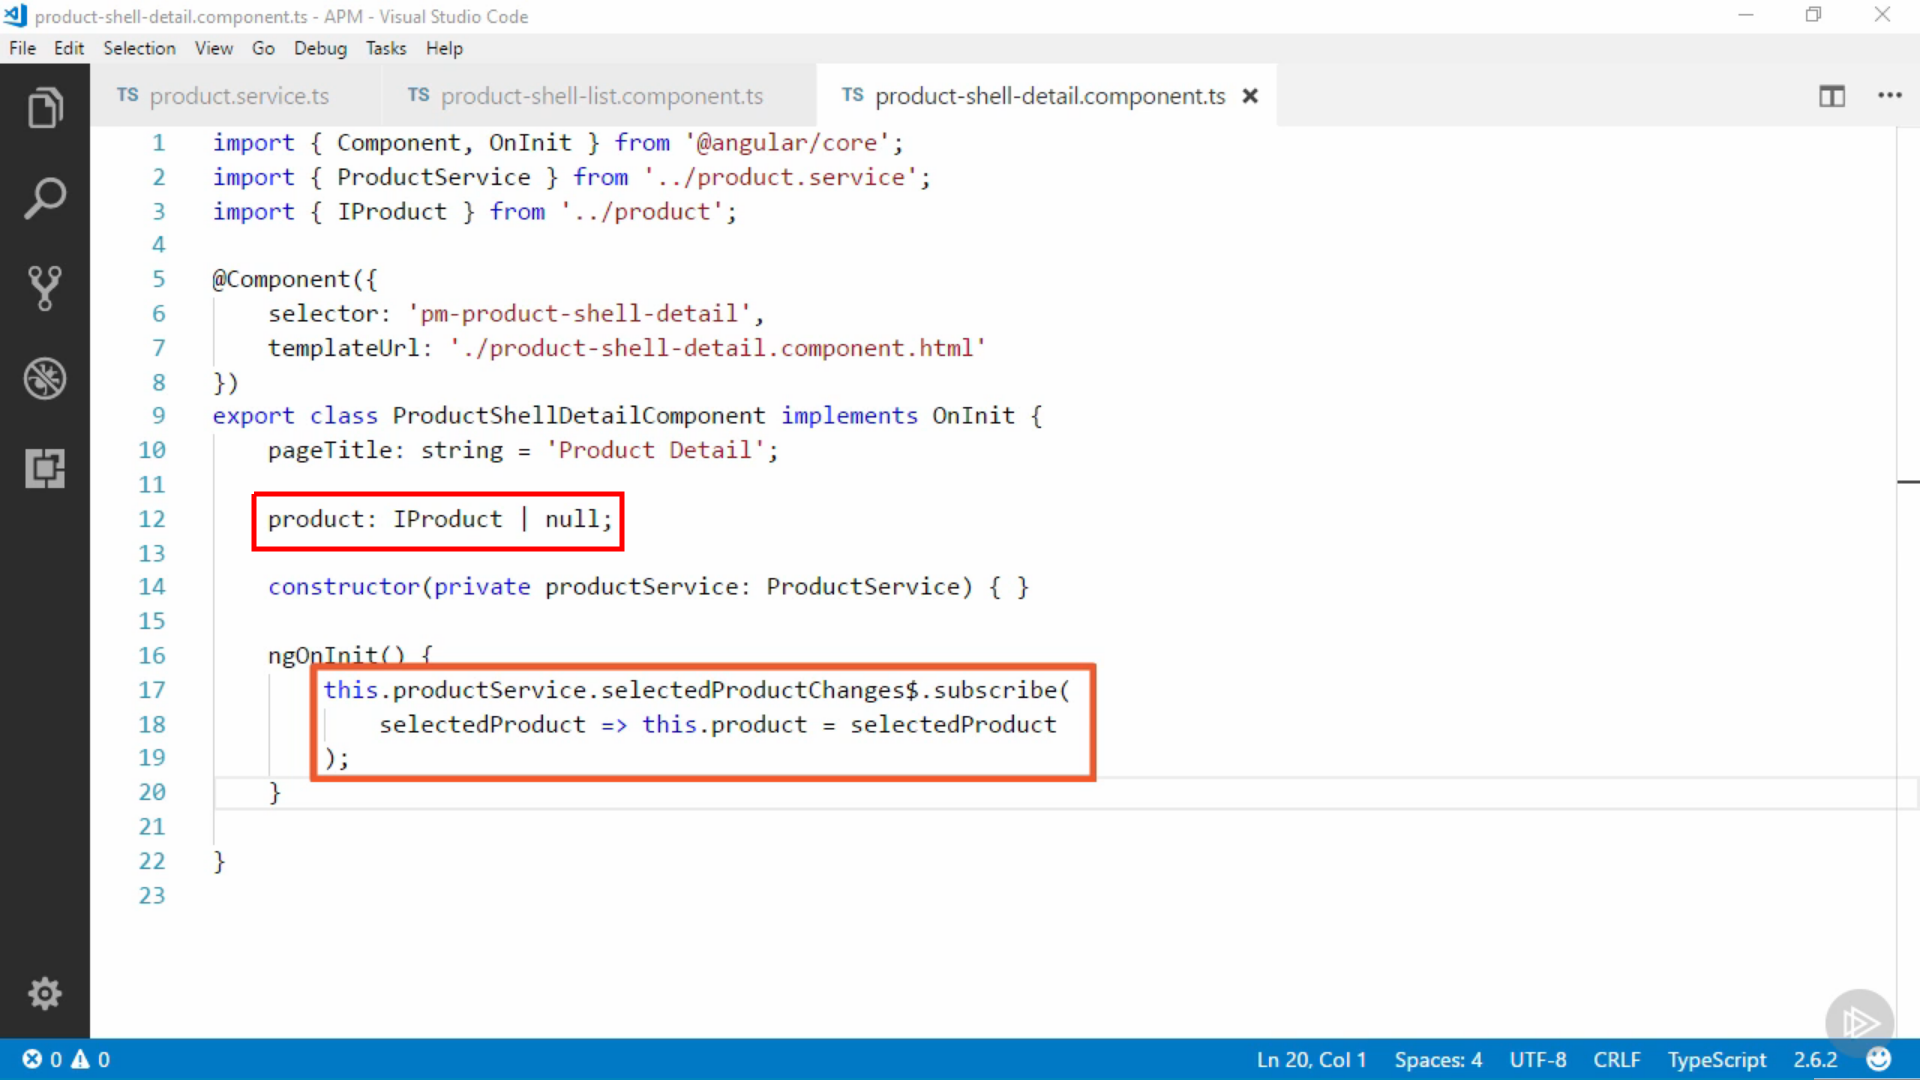 product-shell-detail.component.ts - APM - Visual Studio Code
File Edit Selection View Go Debug Tasks Help
TS product.service.ts TS product-shell-list.component.ts TS product-shell-detail.component.ts
1 import { Component, OnInit } from '@angular/core';
2 import { ProductService } from '../product.service';
3 import { IProduct } from '../product';
4
5 @Component({
6     selector: 'pm-product-shell-detail',
7     templateUrl: './product-shell-detail.component.html'
8 })
9 export class ProductShellDetailComponent implements OnInit {
10     pageTitle: string = 'Product Detail';
11
12     product: IProduct | null;
13
14     constructor(private productService: ProductService) { }
15
16     ngOnInit() {
17         this.productService.selectedProductChanges$.subscribe(
18             selectedProduct => this.product = selectedProduct
19         );
20     }
21
22 }
23
0 0 Ln 20, Col 1 Spaces: 4 UTF-8 CRLF TypeScript 2.6.2